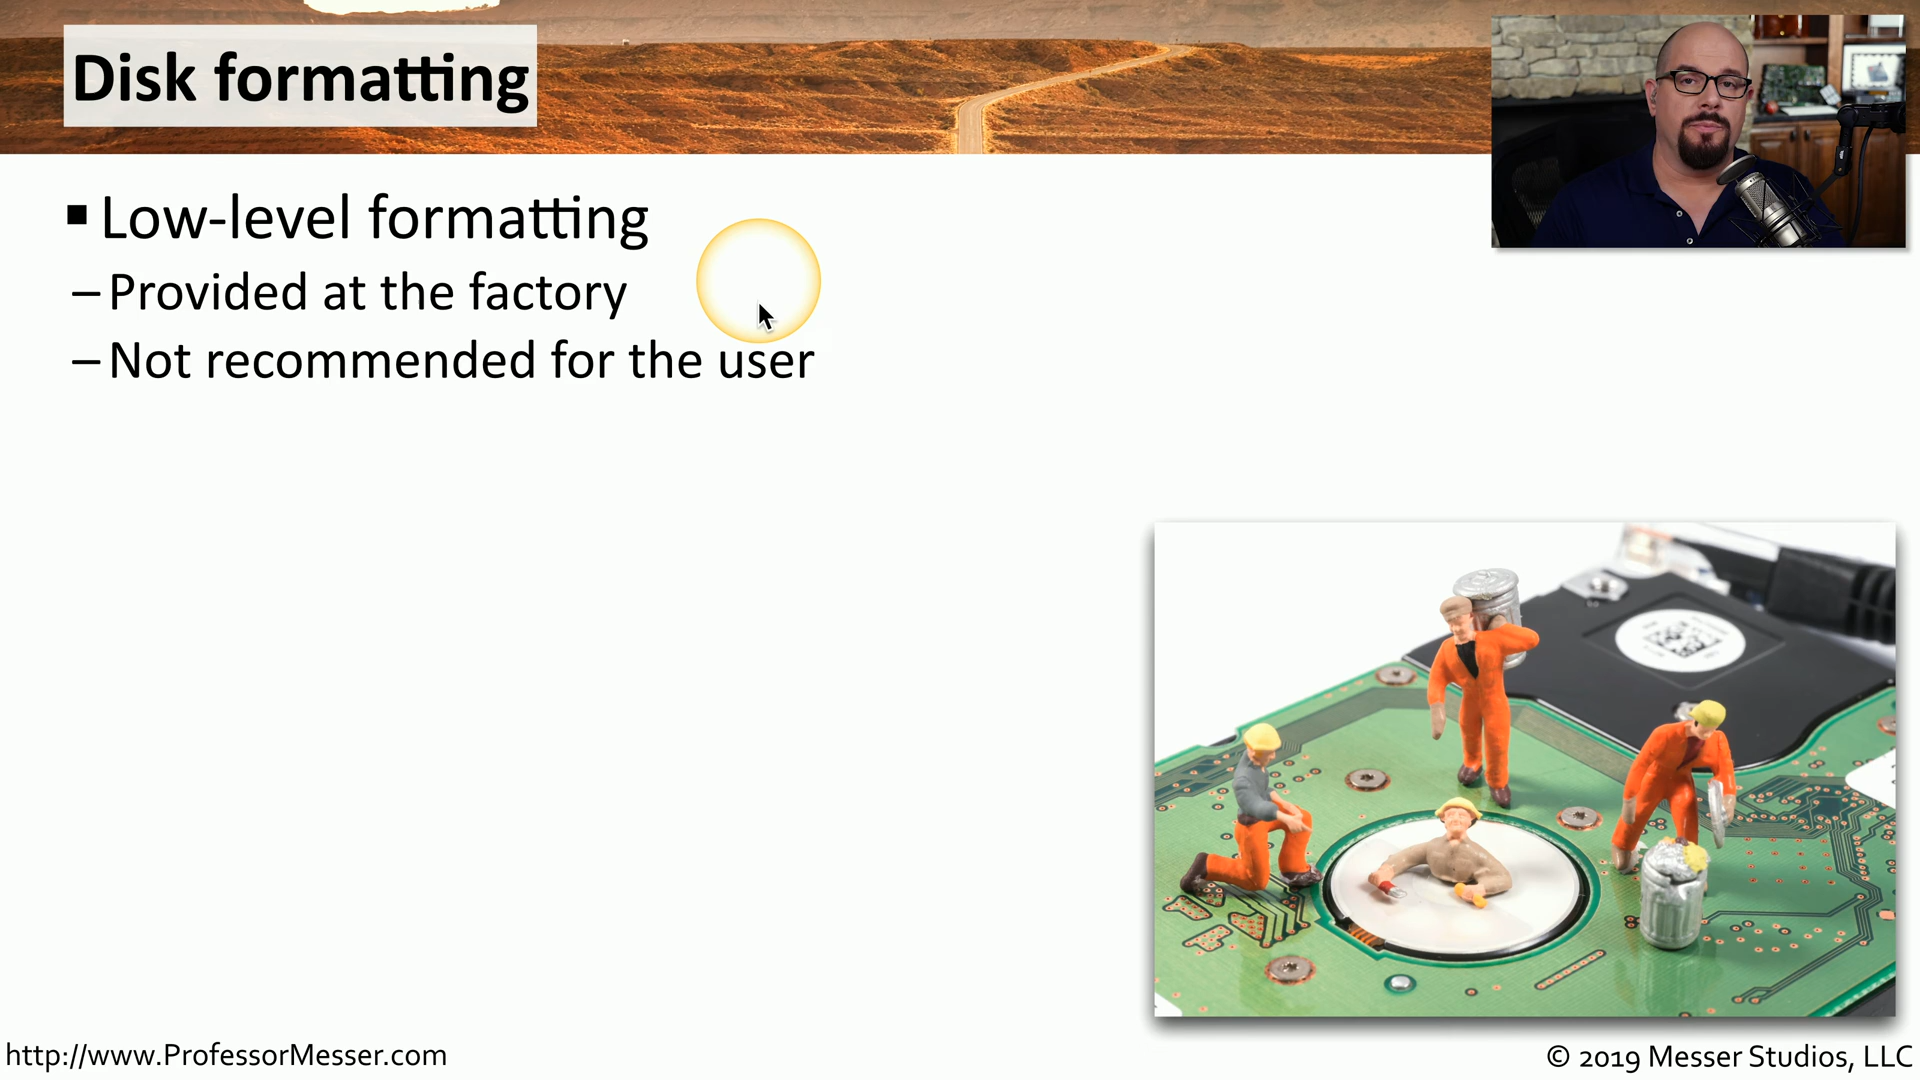 Disk formatting
▪ Low-level formatting
– Provided at the factory
– Not recommended for the user
http://www.ProfessorMesser.com
© 2019 Messer Studios, LLC